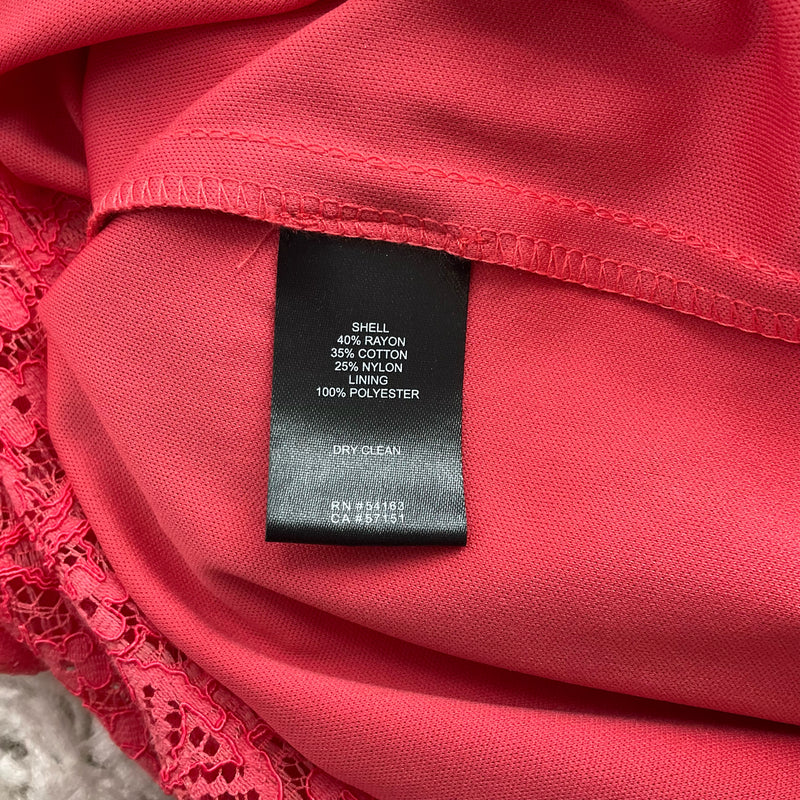 SHELL
40% RAYON
35% COTTON
25% NYLON
LINING
100% POLYESTER
DRY CLEAN
RN #54163
CA #57151